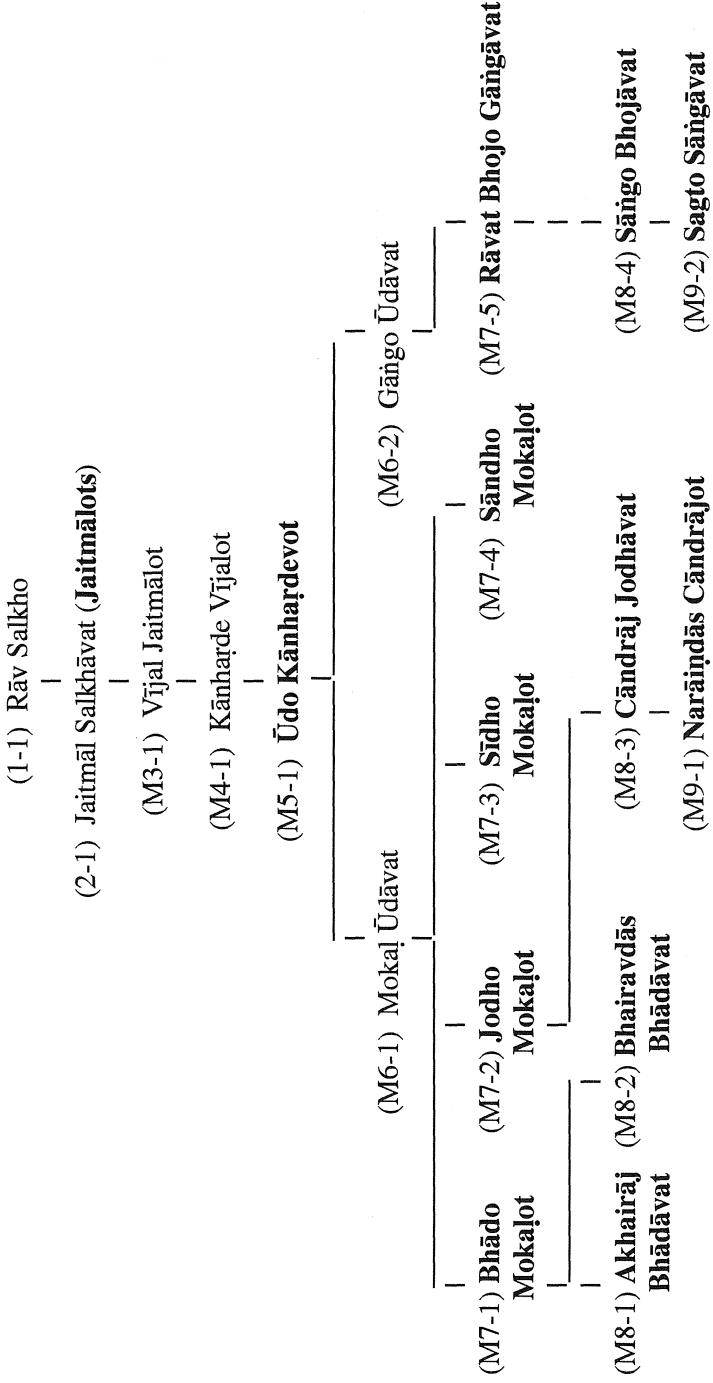 (1-1) Rāv Salkho
(2-1) Jaitmāl Salkhāvat (Jaitmālots)
(M3-1) Vījal Jaitmālot
(M4-1) Kānhaṛde Vījalot
(M5-1) Ūdo Kānhaṛdevot
(M6-1) Mokaḷ Ūdāvat
(M6-2) Gāṅgo Ūdāvat
(M7-1) Bhādo
Mokaḷot
(M7-2) Jodho
Mokaḷot
(M7-3) Sīdho
Mokaḷot
(M7-4) Sāndho
Mokaḷot
(M7-5) Rāvat Bhojo Gāṅgāvat
(M8-1) Akhairāj
Bhādāvat
(M8-2) Bhairavdās
Bhādāvat
(M8-3) Cāndrāj Jodhāvat
(M8-4) Sāṅgo Bhojāvat
(M9-1) Narāiṇdās Cāndrājot
(M9-2) Sagto Sāṅgāvat